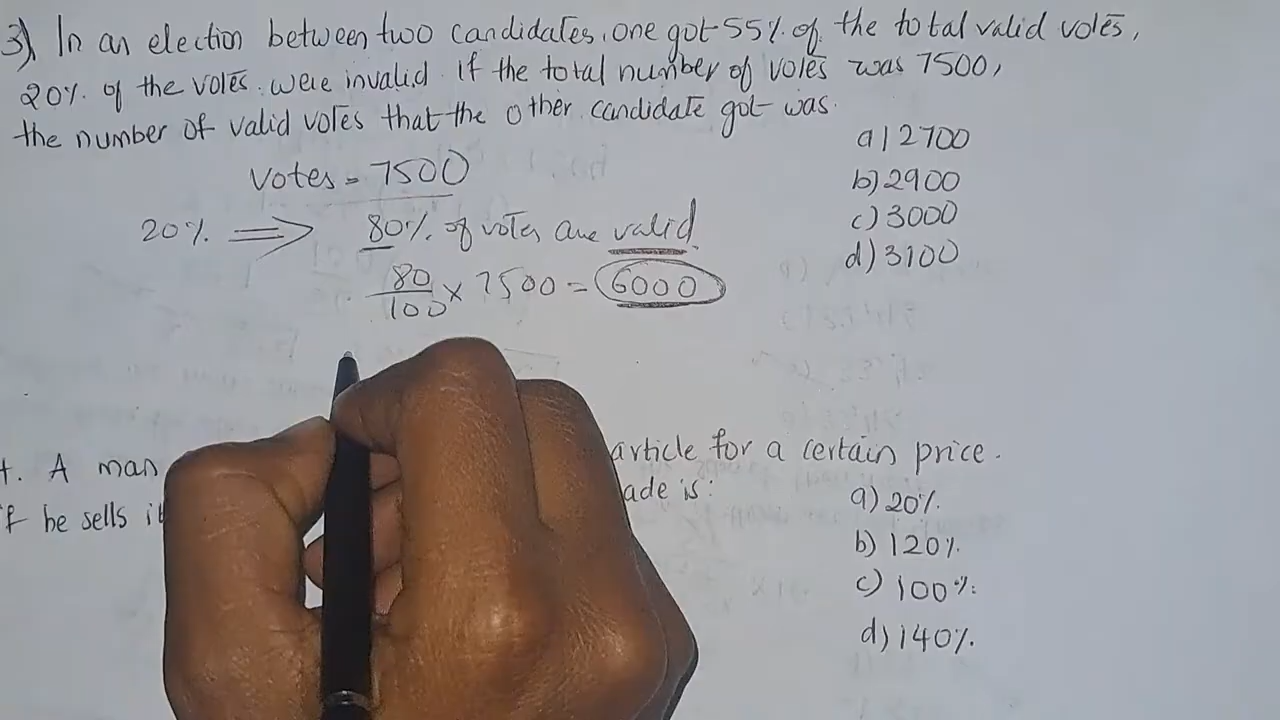 3) In an election between two candidates, one got 55% of the total valid votes,
20% of the votes were invalid. If the total number of votes was 7500,
the number of valid votes that the other candidate got was.
a) 2700
b) 2900
c) 3000
d) 3100
Votes = 7500
20% ⇒ 80% of votes are valid
80/100 × 7500 = 6000
4. A man article for a certain price.
If he sells it ade is:
a) 20%.
b) 120%.
c) 100%.
d) 140%.